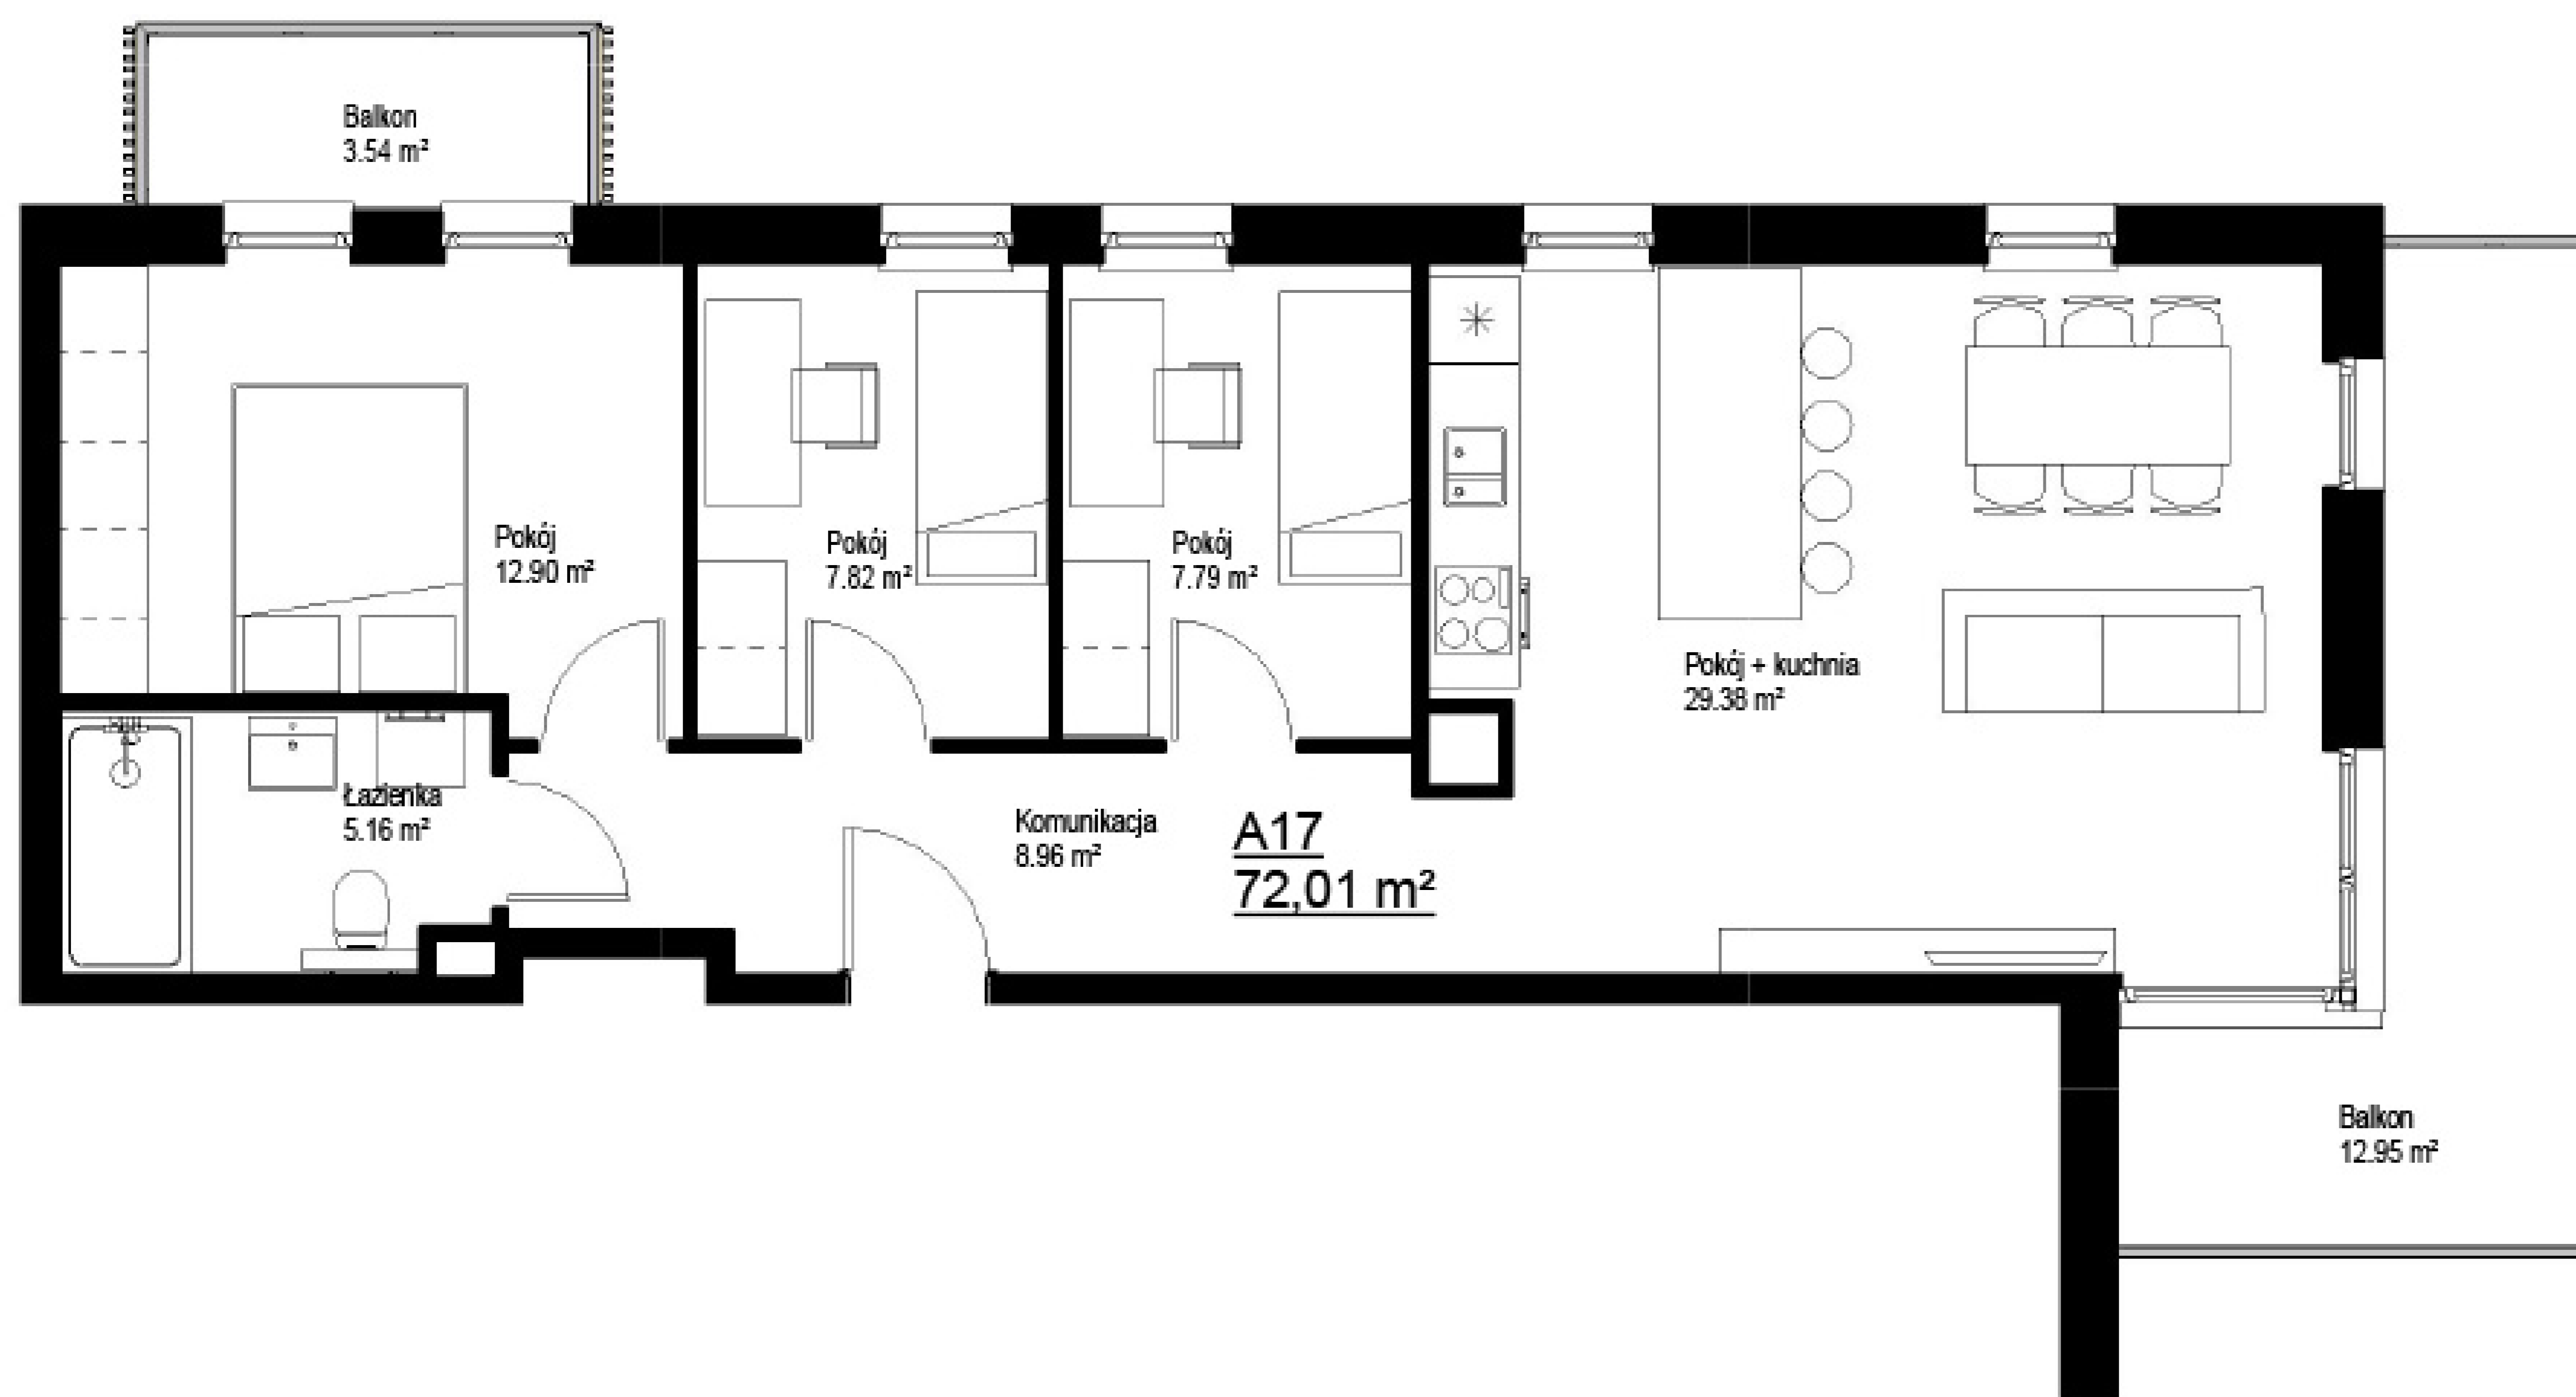 Balkon
3.54 m²
Pokój
12.90 m²
Pokój
7.82 m²
Pokój
7.79 m²
Pokój + kuchnia
29.38 m²
Łazienka
5.16 m²
Komunikacja
8.96 m²
A17
72,01 m²
Balkon
12.95 m²